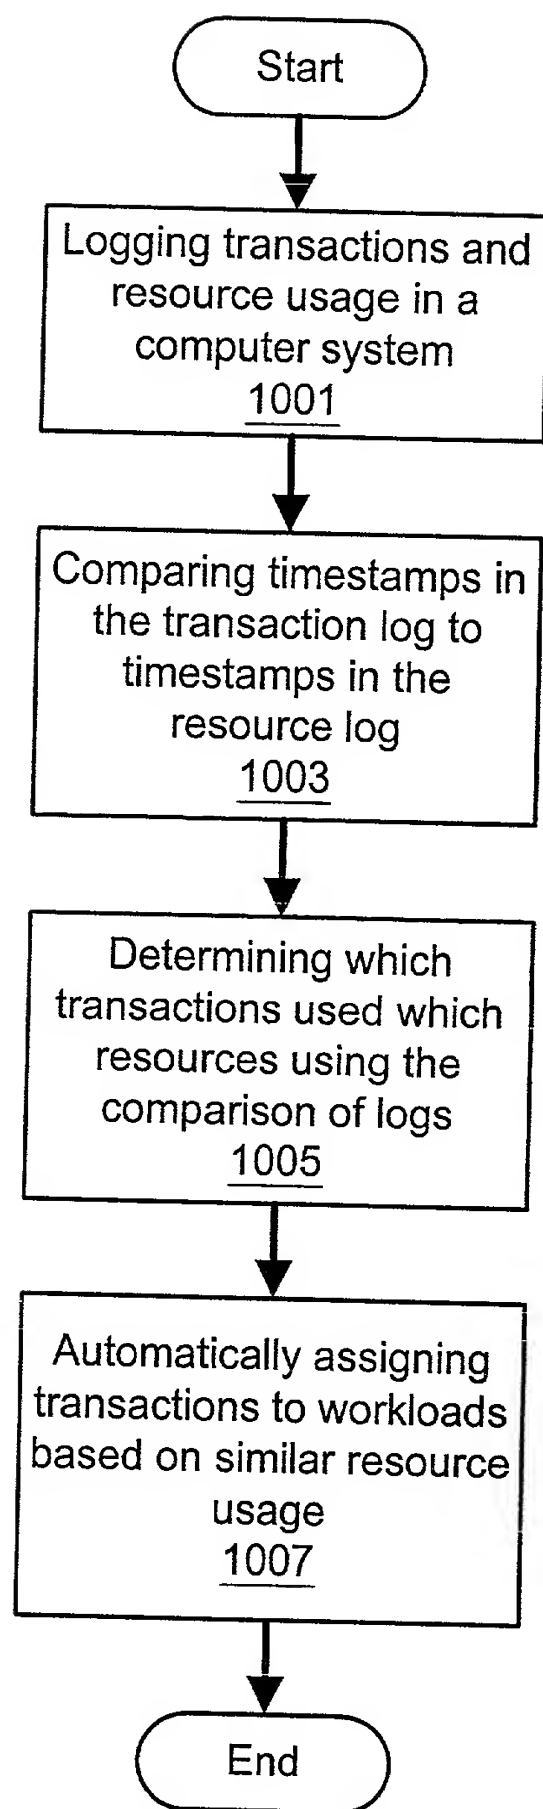 Start
Logging transactions and
resource usage in a
computer system
1001
Comparing timestamps in
the transaction log to
timestamps in the
resource log
1003
Determining which
transactions used which
resources using the
comparison of logs
1005
Automatically assigning
transactions to workloads
based on similar resource
usage
1007
End